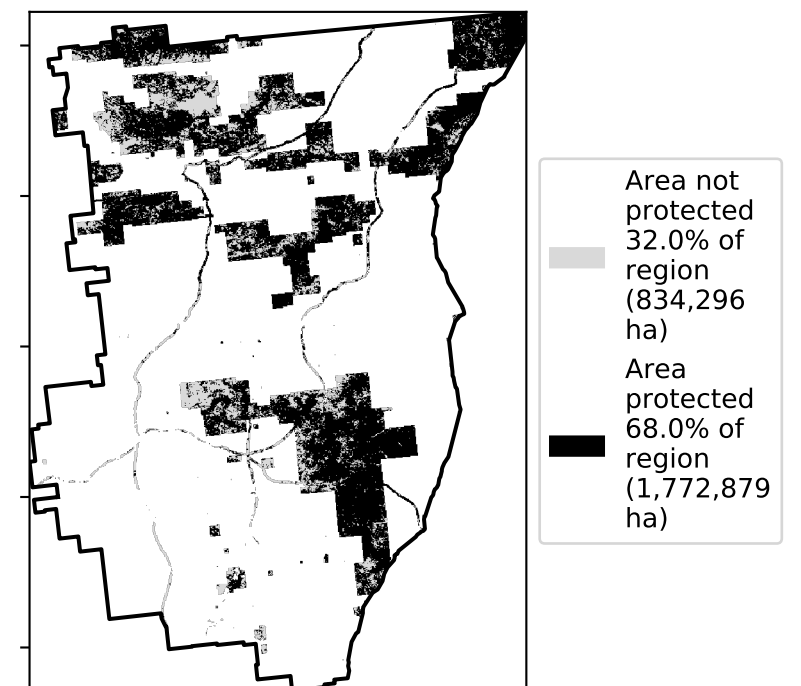 Area not
protected
32.0% of
region
(834,296
ha)
Area
protected
68.0% of
region
(1,772,879
ha)